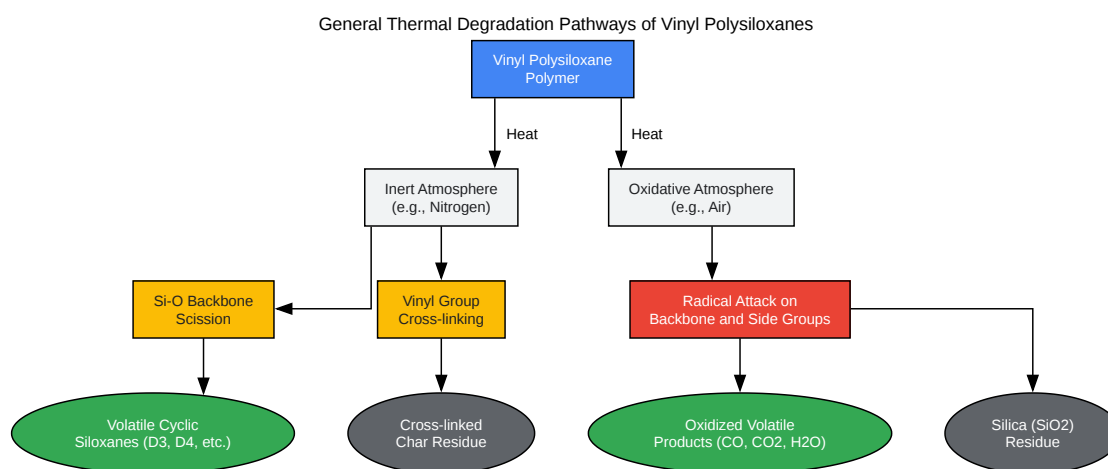 General Thermal Degradation Pathways of Vinyl Polysiloxanes
Vinyl Polysiloxane
Polymer
Heat
Heat
Inert Atmosphere
(e.g., Nitrogen)
Oxidative Atmosphere
(e.g., Air)
Si-O Backbone
Scission
Vinyl Group
Cross-linking
Radical Attack on
Backbone and Side Groups
Volatile Cyclic
Siloxanes (D3, D4, etc.)
Cross-linked
Char Residue
Oxidized Volatile
Products (CO, CO2, H2O)
Silica (SiO2)
Residue